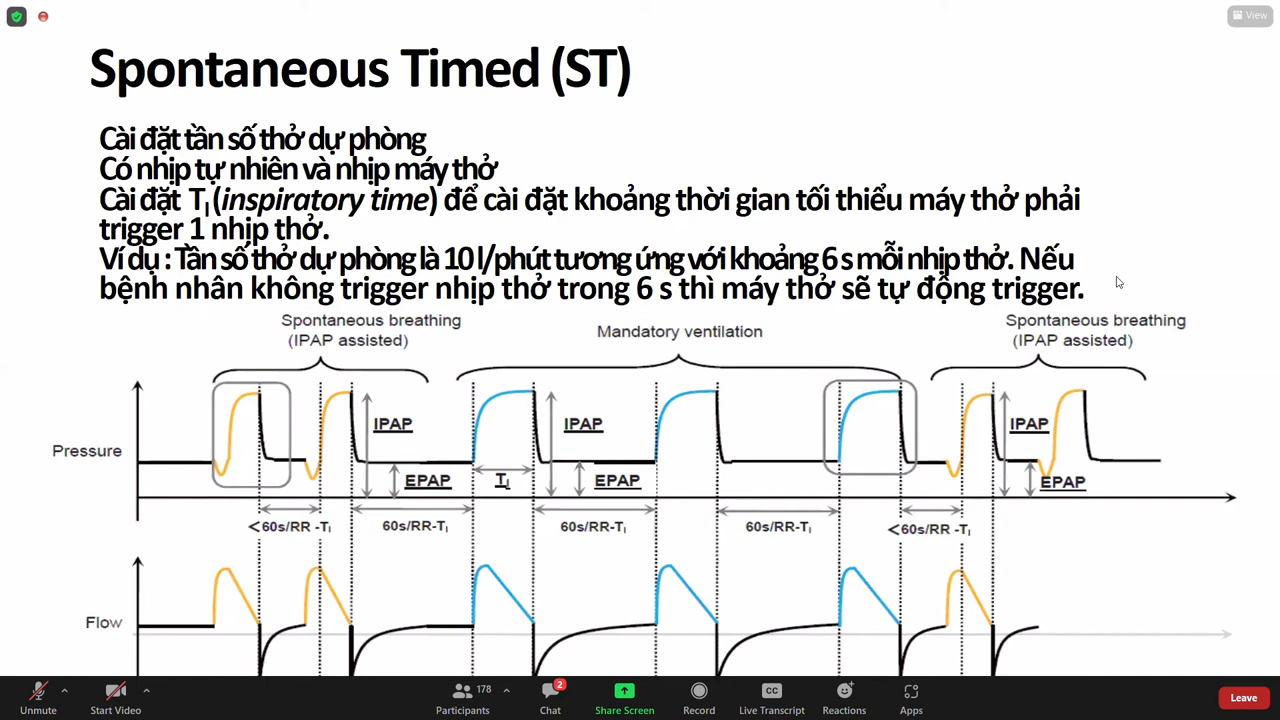 View
Spontaneous Timed (ST)
Cài đặt tần số thở dự phòng
Có nhịp tự nhiên và nhịp máy thở
Cài đặt TI(inspiratory time) để cài đặt khoảng thời gian tối thiểu máy thở phải
trigger 1 nhịp thở.
Ví dụ : Tần số thở dự phòng là 10 l/phút tương ứng với khoảng 6 s mỗi nhịp thở. Nếu
bệnh nhân không trigger nhịp thở trong 6 s thì máy thở sẽ tự động trigger.
Spontaneous breathing
(IPAP assisted)
Mandatory ventilation
Spontaneous breathing
(IPAP assisted)
Pressure
IPAP
IPAP
IPAP
EPAP
TI
EPAP
EPAP
<60s/RR -TI
60s/RR-TI
60s/RR-TI
60s/RR-TI
<60s/RR -TI
Flow
Unmute
Start Video
Participants
178
Chat
2
Share Screen
Record
CC
Live Transcript
Reactions
Apps
Leave